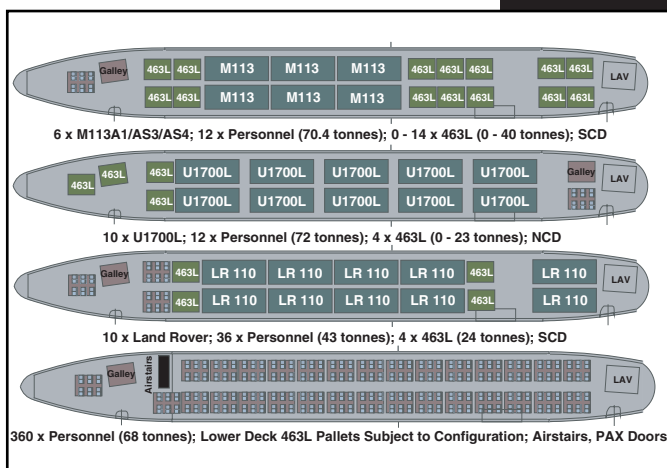 Galley 463L 463L M113 M113 M113 463L 463L 463L 463L 463L LAV
463L 463L M113 M113 M113 463L 463L 463L 463L 463L
6 x M113A1/AS3/AS4; 12 x Personnel (70.4 tonnes); 0 - 14 x 463L (0 - 40 tonnes); SCD
463L 463L 463L U1700L U1700L U1700L U1700L U1700L Galley LAV
463L U1700L U1700L U1700L U1700L U1700L
10 x U1700L; 12 x Personnel (72 tonnes); 4 x 463L (0 - 23 tonnes); NCD
Galley 463L LR 110 LR 110 LR 110 LR 110 463L LR 110 LAV
463L LR 110 LR 110 LR 110 LR 110 463L LR 110
10 x Land Rover; 36 x Personnel (43 tonnes); 4 x 463L (24 tonnes); SCD
Galley Airstairs LAV
360 x Personnel (68 tonnes); Lower Deck 463L Pallets Subject to Configuration; Airstairs, PAX Doors